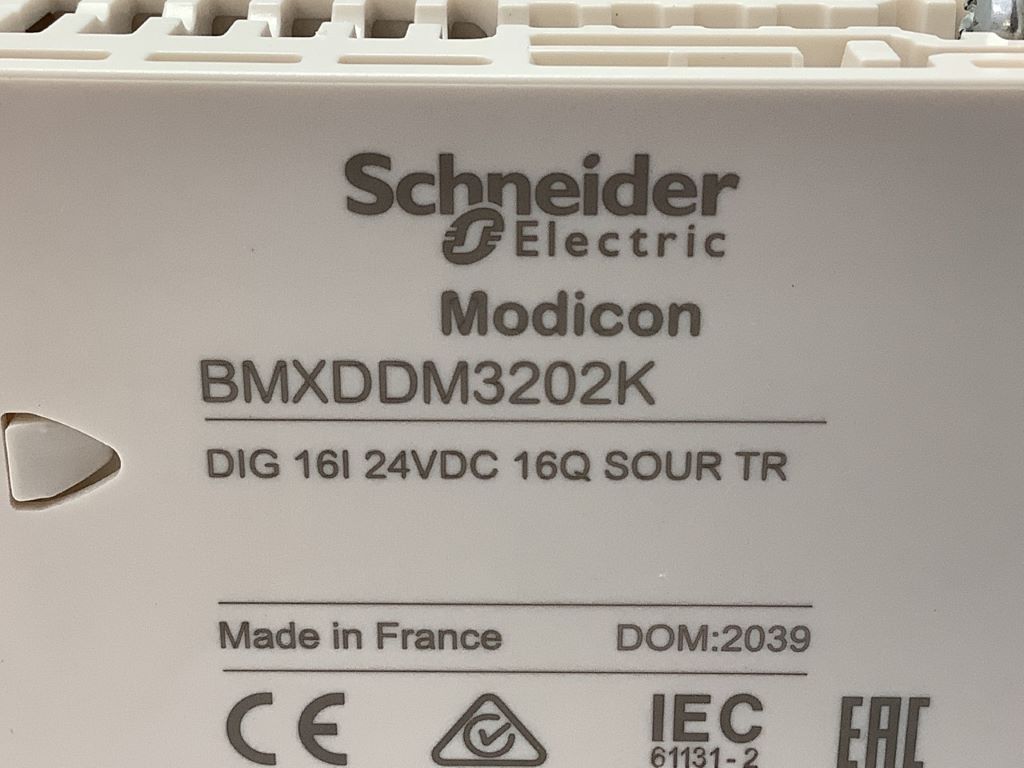 Schneider
Electric
Modicon
BMXDDM3202K
DIG 16I 24VDC 16Q SOUR TR
Made in France DOM:2039
CE IEC EAC
61131-2